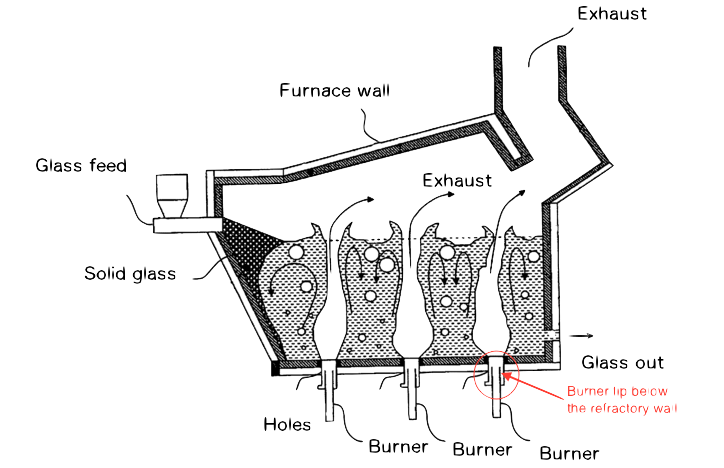 Exhaust
Furnace wall
Glass feed
Exhaust
Solid glass
Glass out
Burner lip below
the refractory wall
Holes
Burner
Burner
Burner